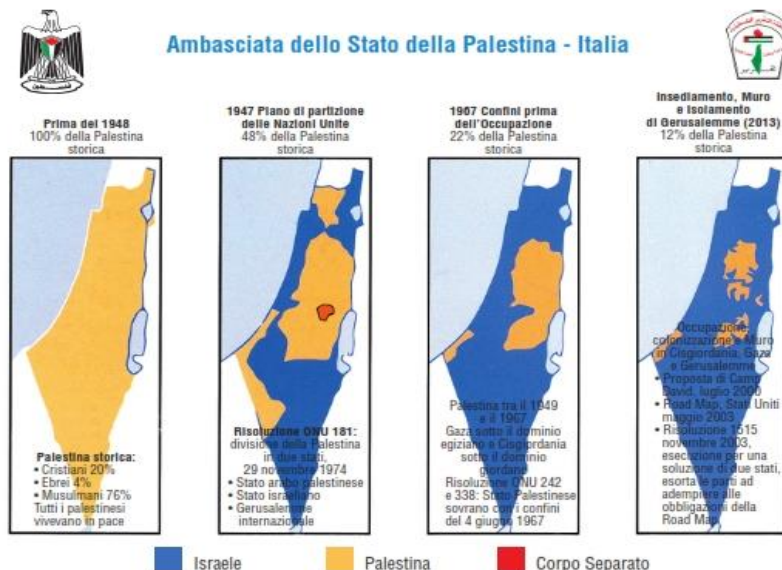 Ambasciata dello Stato della Palestina - Italia
Prima del 1948
100% della Palestina
storica
Palestina storica:
• Cristiani 20%
• Ebrei 4%
• Musulmani 76%
Tutti i palestinesi
vivevano in pace
1947 Piano di partizione
delle Nazioni Unite
48% della Palestina
storica
Risoluzione ONU 181:
divisione della Palestina
in due stati,
29 novembre 1974
• Stato arabo palestinese
• Stato israeliano
• Gerusalemme
internazionale
1967 Confini prima
dell'Occupazione
22% della Palestina
storica
Palestina tra il 1949
e il 1967
Gaza sotto il dominio
egiziano e Cisgiordania
sotto il dominio
giordano
Risoluzione ONU 242
e 338: Stato Palestinese
sovrano con i confini
del 4 giugno 1967
Insediamento, Muro
e Isolamento
di Gerusalemme (2013)
12% della Palestina
storica
Occupazione,
colonizzazione e Muro
in Cisgiordania, Gaza
e Gerusalemme
• Proposta di Camp
David, luglio 2000
• Road Map, Stati Uniti
maggio 2003
• Risoluzione 1515
novembre 2003,
esecuzione per una
soluzione di due stati,
esorta le parti ad
adempiere alle
obbligazioni della
Road Map
Israele
Palestina
Corpo Separato